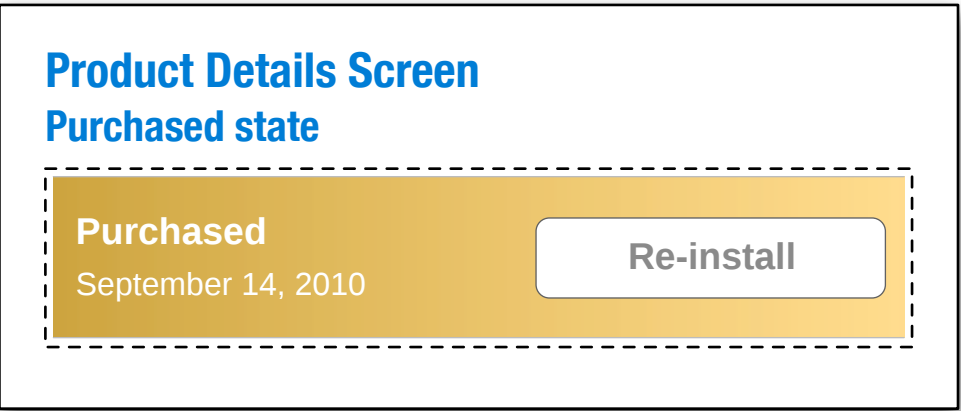 Product Details Screen
Purchased state
Purchased
September 14, 2010
Re-install